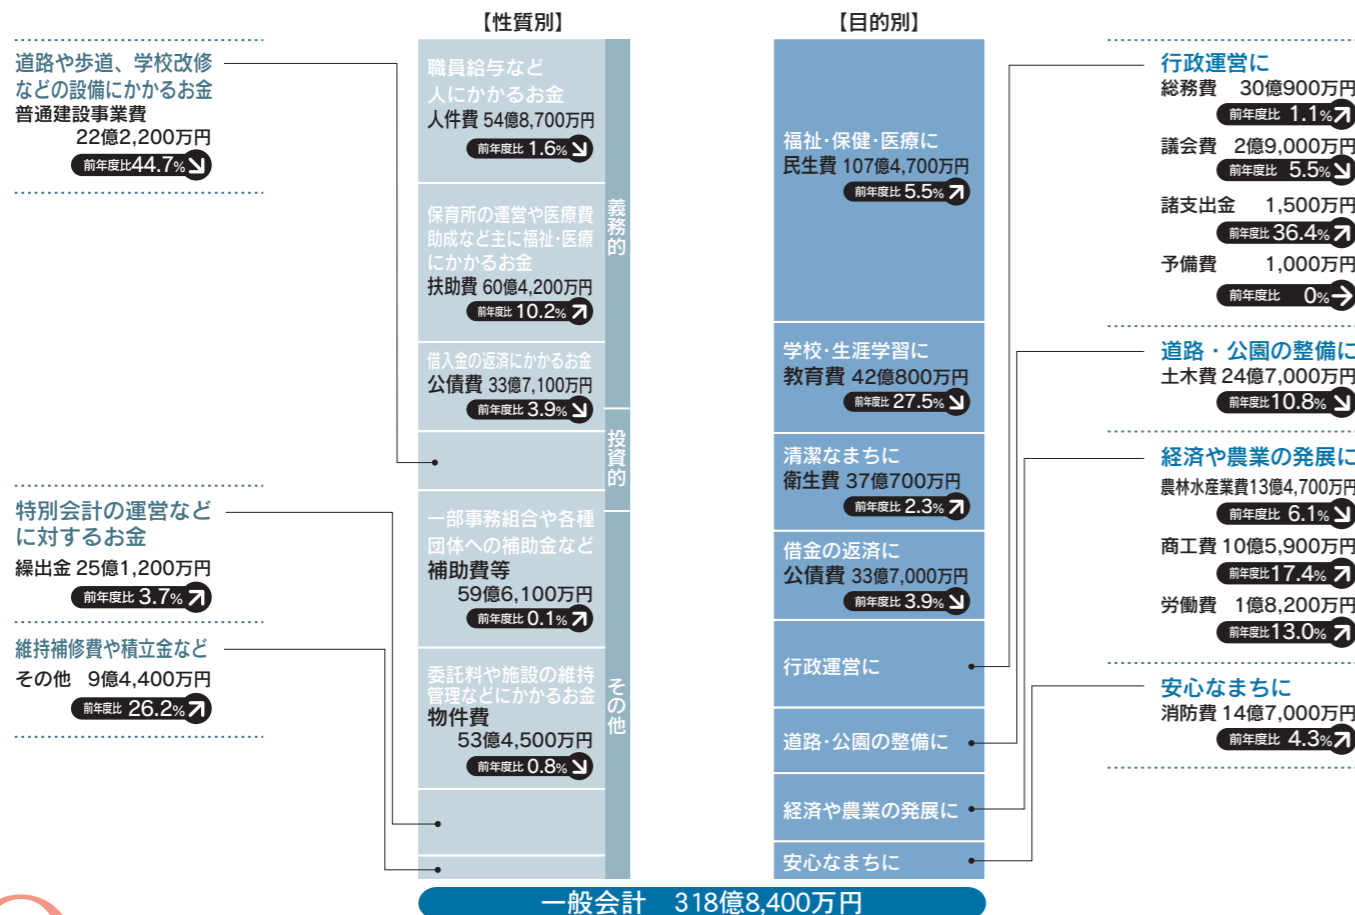 【性質別】
道路や歩道、学校改修
などの設備にかかるお金
普通建設事業費
22億2,200万円
前年度比44.7%
特別会計の運営など
に対するお金
繰出金 25億1,200万円
前年度比 3.7%
維持補修費や積立金など
その他 9億4,400万円
前年度比 26.2%
職員給与など
人にかかるお金
人件費 54億8,700万円
前年度比 1.6%
保育所の運営や医療費
助成など主に福祉・医療
にかかるお金
扶助費 60億4,200万円
前年度比 10.2%
借入金の返済にかかるお金
公債費 33億7,100万円
前年度比 3.9%
一部事務組合や各種
団体への補助金など
補助費等
59億6,100万円
前年度比 0.1%
委託料や施設の維持
管理などにかかるお金
物件費
53億4,500万円
前年度比 0.8%
義務的
投資的
その他
【目的別】
福祉・保健・医療に
民生費 107億4,700万円
前年度比 5.5%
学校・生涯学習に
教育費 42億800万円
前年度比 27.5%
清潔なまちに
衛生費 37億700万円
前年度比 2.3%
借金の返済に
公債費 33億7,000万円
前年度比 3.9%
行政運営に
道路・公園の整備に
経済や農業の発展に
安心なまちに
行政運営に
総務費 30億900万円
前年度比 1.1%
議会費 2億9,000万円
前年度比 5.5%
諸支出金 1,500万円
前年度比 36.4%
予備費 1,000万円
前年度比 0%
道路・公園の整備に
土木費 24億7,000万円
前年度比10.8%
経済や農業の発展に
農林水産業費13億4,700万円
前年度比 6.1%
商工費 10億5,900万円
前年度比17.4%
労働費 1億8,200万円
前年度比13.0%
安心なまちに
消防費 14億7,000万円
前年度比 4.3%
一般会計 318億8,400万円